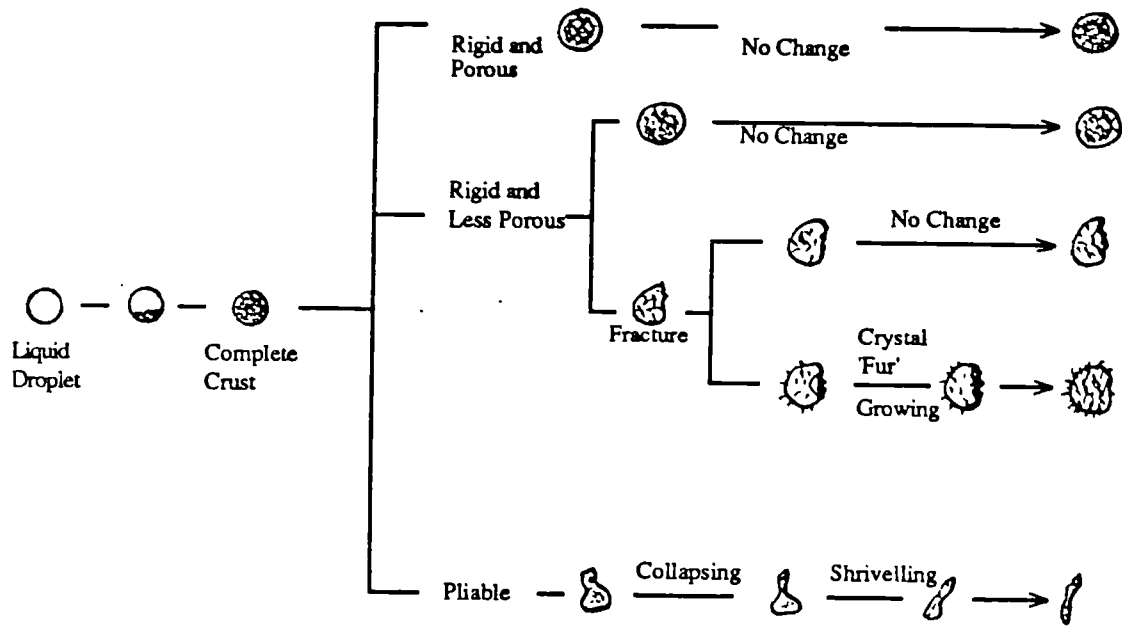 Rigid and
Porous
No Change
No Change
Rigid and
Less Porous
No Change
Fracture
Liquid
Droplet
Complete
Crust
Crystal
'Fur'
Growing
Pliable
Collapsing
Shrivelling